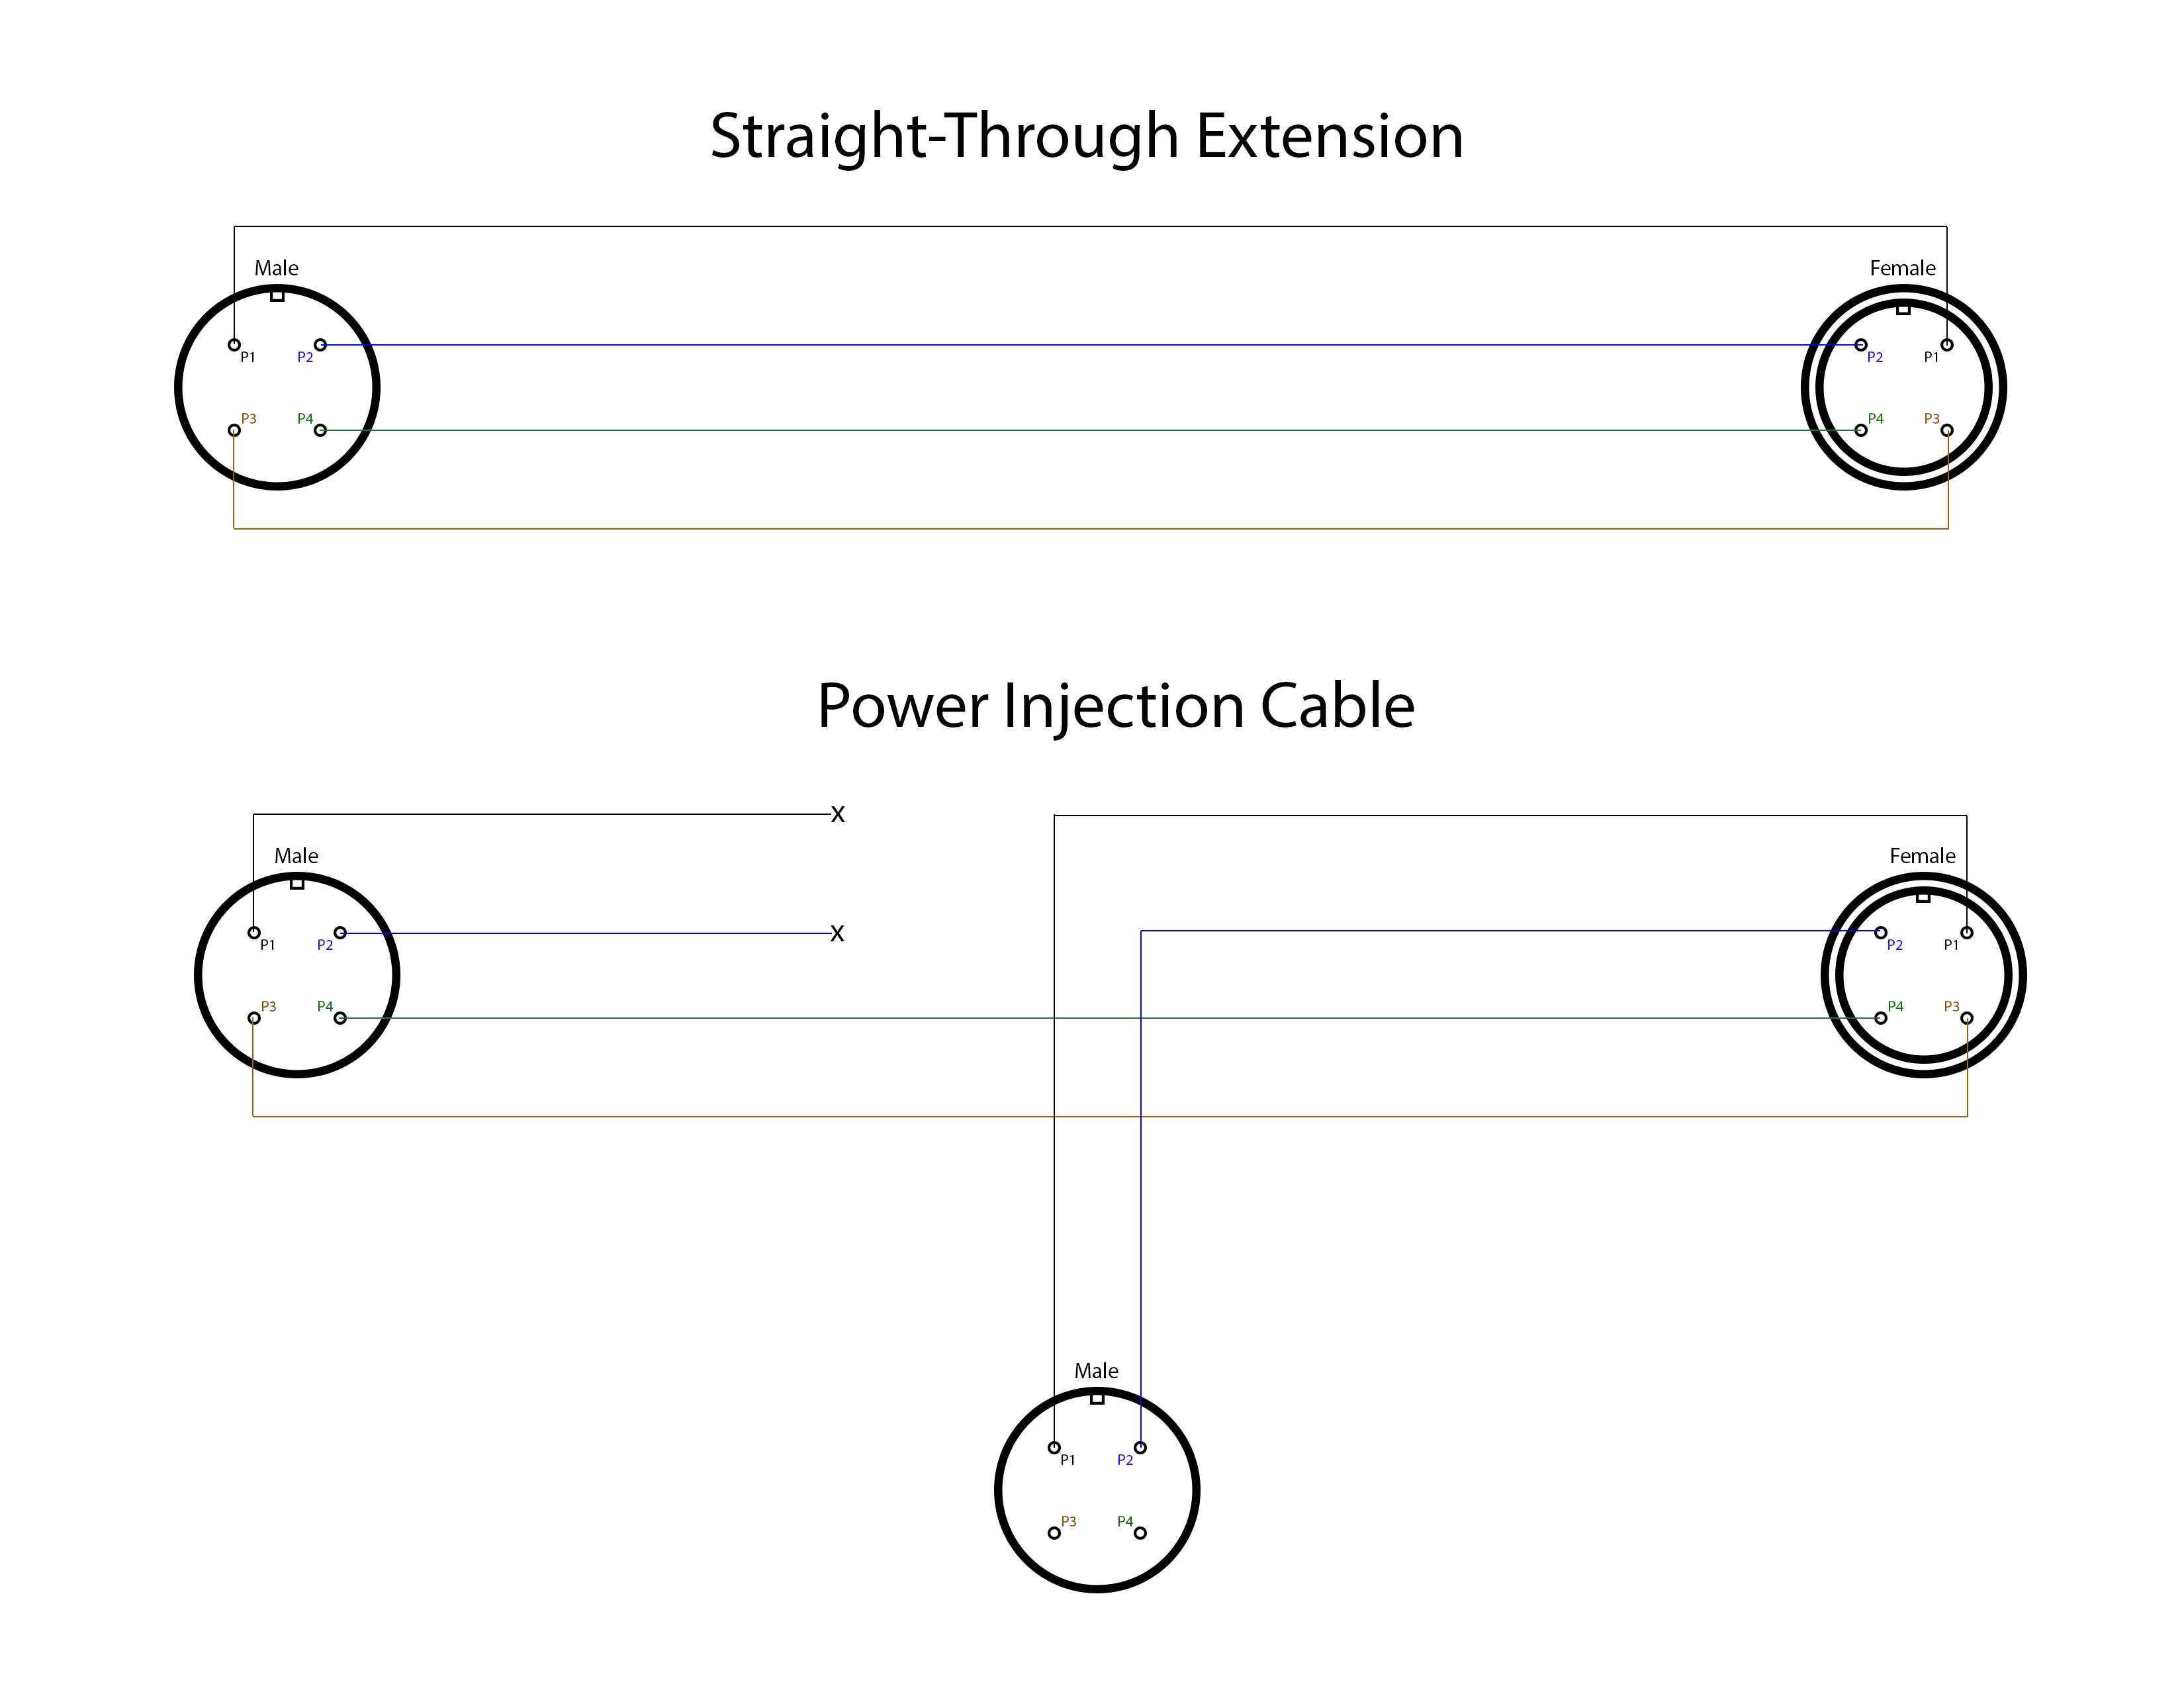 Straight-Through Extension
Male
Female
P1 P2
P2 P1
P3 P4
P4 P3
Power Injection Cable
x
Male
Female
x
P1 P2
P2 P1
P3 P4
P4 P3
Male
P1 P2
P3 P4